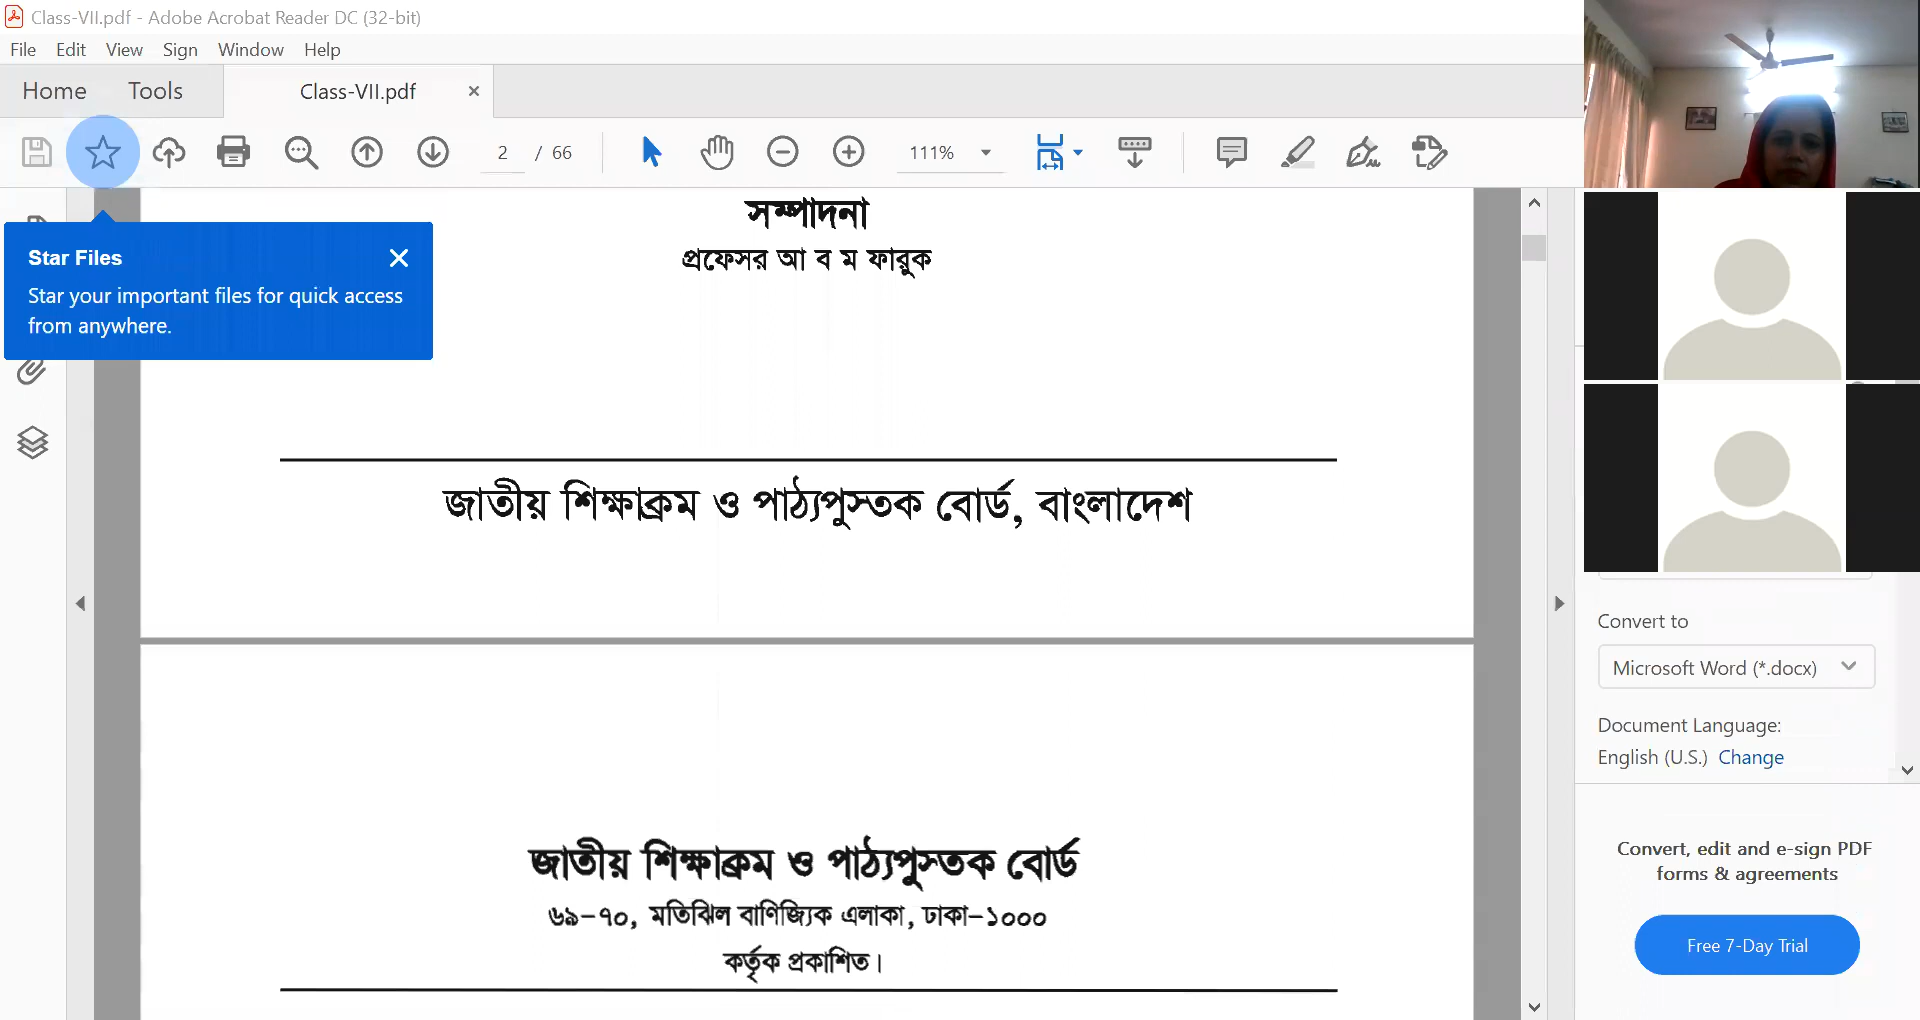 Class-VII.pdf - Adobe Acrobat Reader DC (32-bit)
File Edit View Sign Window Help
Home Tools Class-VII.pdf
2 / 66 111%
Star Files
Star your important files for quick access
from anywhere.
সম্পাদনা
প্রফেসর আ ব ম ফারুক
জাতীয় শিক্ষাক্রম ও পাঠ্যপুস্তক বোর্ড, বাংলাদেশ
জাতীয় শিক্ষাক্রম ও পাঠ্যপুস্তক বোর্ড
৬৯–৭০, মতিঝিল বাণিজ্যিক এলাকা, ঢাকা–১০০০
কর্তৃক প্রকাশিত।
Convert to
Microsoft Word (*.docx)
Document Language:
English (U.S.) Change
Convert, edit and e-sign PDF
forms & agreements
Free 7-Day Trial